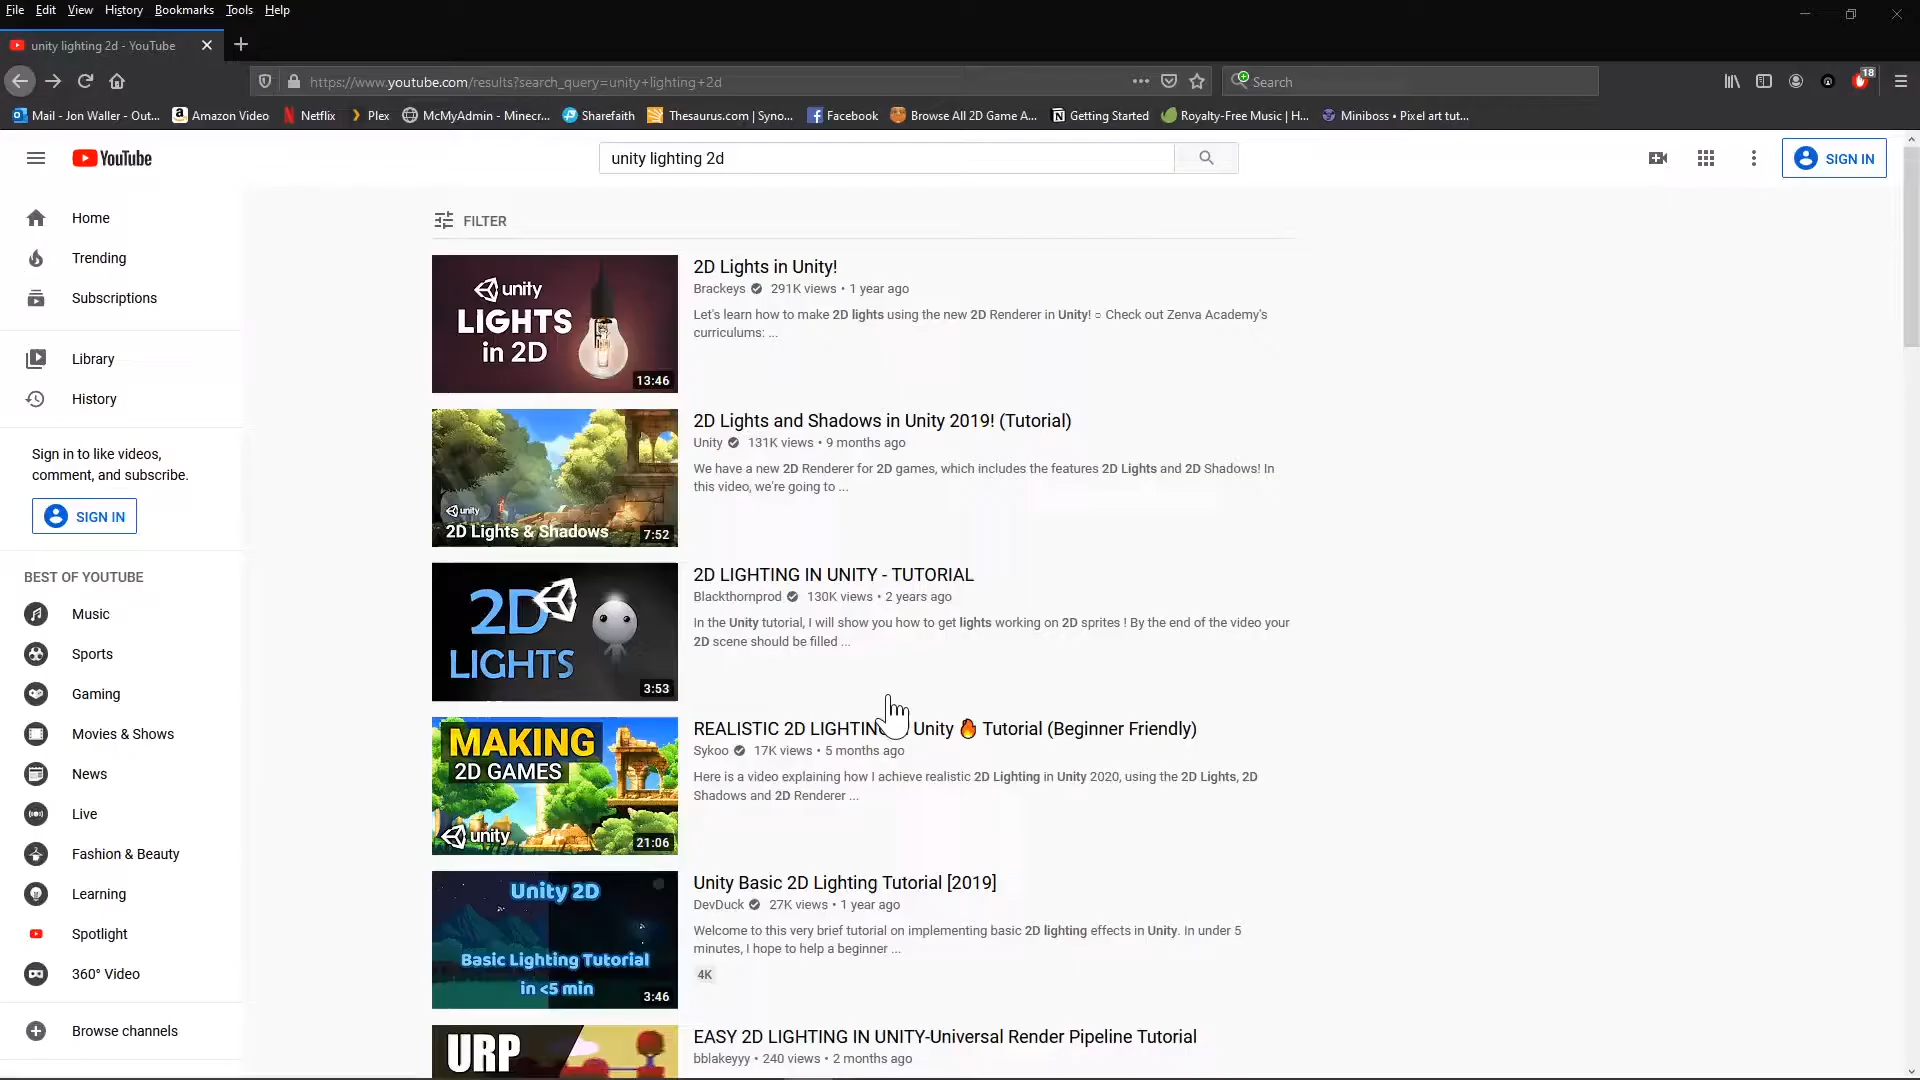 File Edit View History Bookmarks Tools Help
unity lighting 2d - YouTube
https://www.youtube.com/results?search_query=unity+lighting+2d
Search
18
Mail - Jon Waller - Out... Amazon Video Netflix Plex McMyAdmin - Minecr... Sharefaith Thesaurus.com | Syno... Facebook Browse All 2D Game A... Getting Started Royalty-Free Music | H... Miniboss • Pixel art tut...
YouTube
unity lighting 2d
SIGN IN
Home
Trending
Subscriptions
Library
History
Sign in to like videos,
comment, and subscribe.
SIGN IN
BEST OF YOUTUBE
Music
Sports
Gaming
Movies & Shows
News
Live
Fashion & Beauty
Learning
Spotlight
360° Video
Browse channels
FILTER
unity
LIGHTS
in 2D
13:46
2D Lights in Unity!
Brackeys 291K views • 1 year ago
Let's learn how to make 2D lights using the new 2D Renderer in Unity! ○ Check out Zenva Academy's
curriculums: ...
unity
2D Lights & Shadows
7:52
2D Lights and Shadows in Unity 2019! (Tutorial)
Unity 131K views • 9 months ago
We have a new 2D Renderer for 2D games, which includes the features 2D Lights and 2D Shadows! In
this video, we're going to ...
2D
LIGHTS
3:53
2D LIGHTING IN UNITY - TUTORIAL
Blackthornprod 130K views • 2 years ago
In the Unity tutorial, I will show you how to get lights working on 2D sprites ! By the end of the video your
2D scene should be filled ...
MAKING
2D GAMES
unity
21:06
REALISTIC 2D LIGHTING Unity 🔥 Tutorial (Beginner Friendly)
Sykoo 17K views • 5 months ago
Here is a video explaining how I achieve realistic 2D Lighting in Unity 2020, using the 2D Lights, 2D
Shadows and 2D Renderer ...
Unity 2D
Basic Lighting Tutorial
in <5 min
3:46
Unity Basic 2D Lighting Tutorial [2019]
DevDuck 27K views • 1 year ago
Welcome to this very brief tutorial on implementing basic 2D lighting effects in Unity. In under 5
minutes, I hope to help a beginner ...
4K
URP
EASY 2D LIGHTING IN UNITY-Universal Render Pipeline Tutorial
bblakeyyy • 240 views • 2 months ago